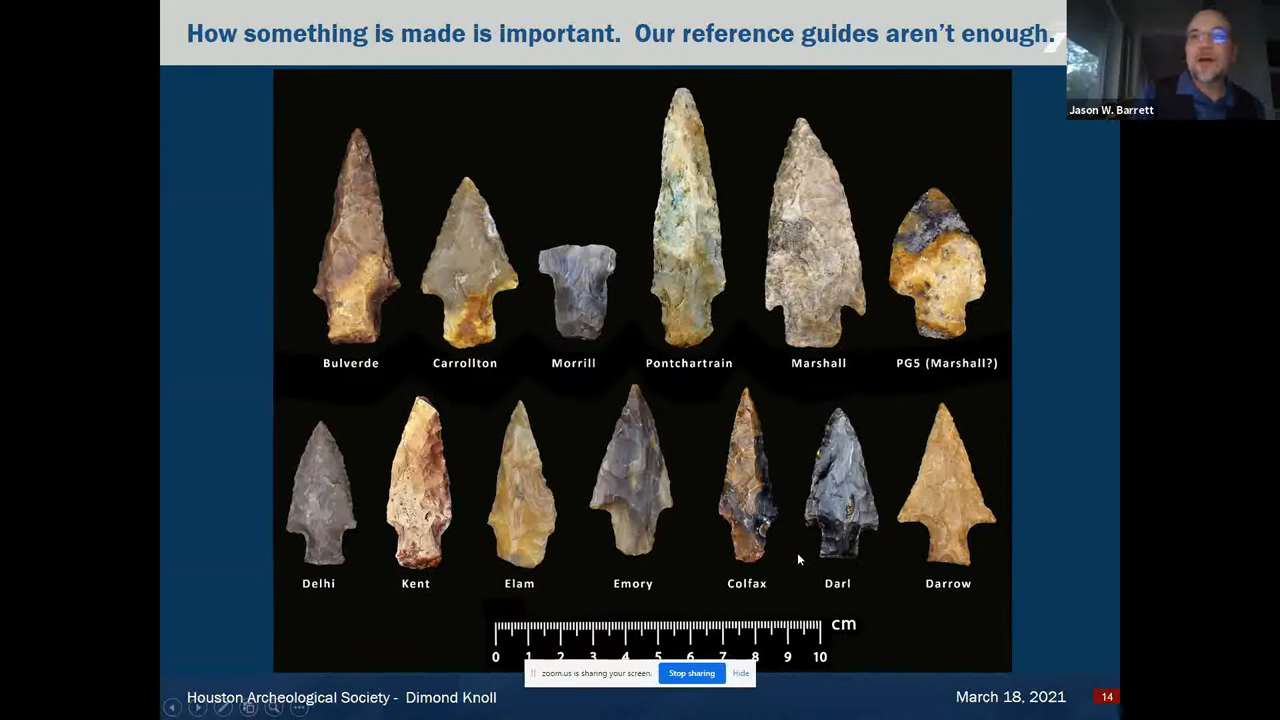 How something is made is important. Our reference guides aren't enough.
Jason W. Barrett
Bulverde Carrollton Morrill Pontchartrain Marshall PG5 (Marshall?)
Delhi Kent Elam Emory Colfax Darl Darrow
cm
0 1 2 3 4 5 6 7 8 9 10
zoom.us is sharing your screen. Stop sharing Hide
Houston Archeological Society - Dimond Knoll March 18, 2021 14